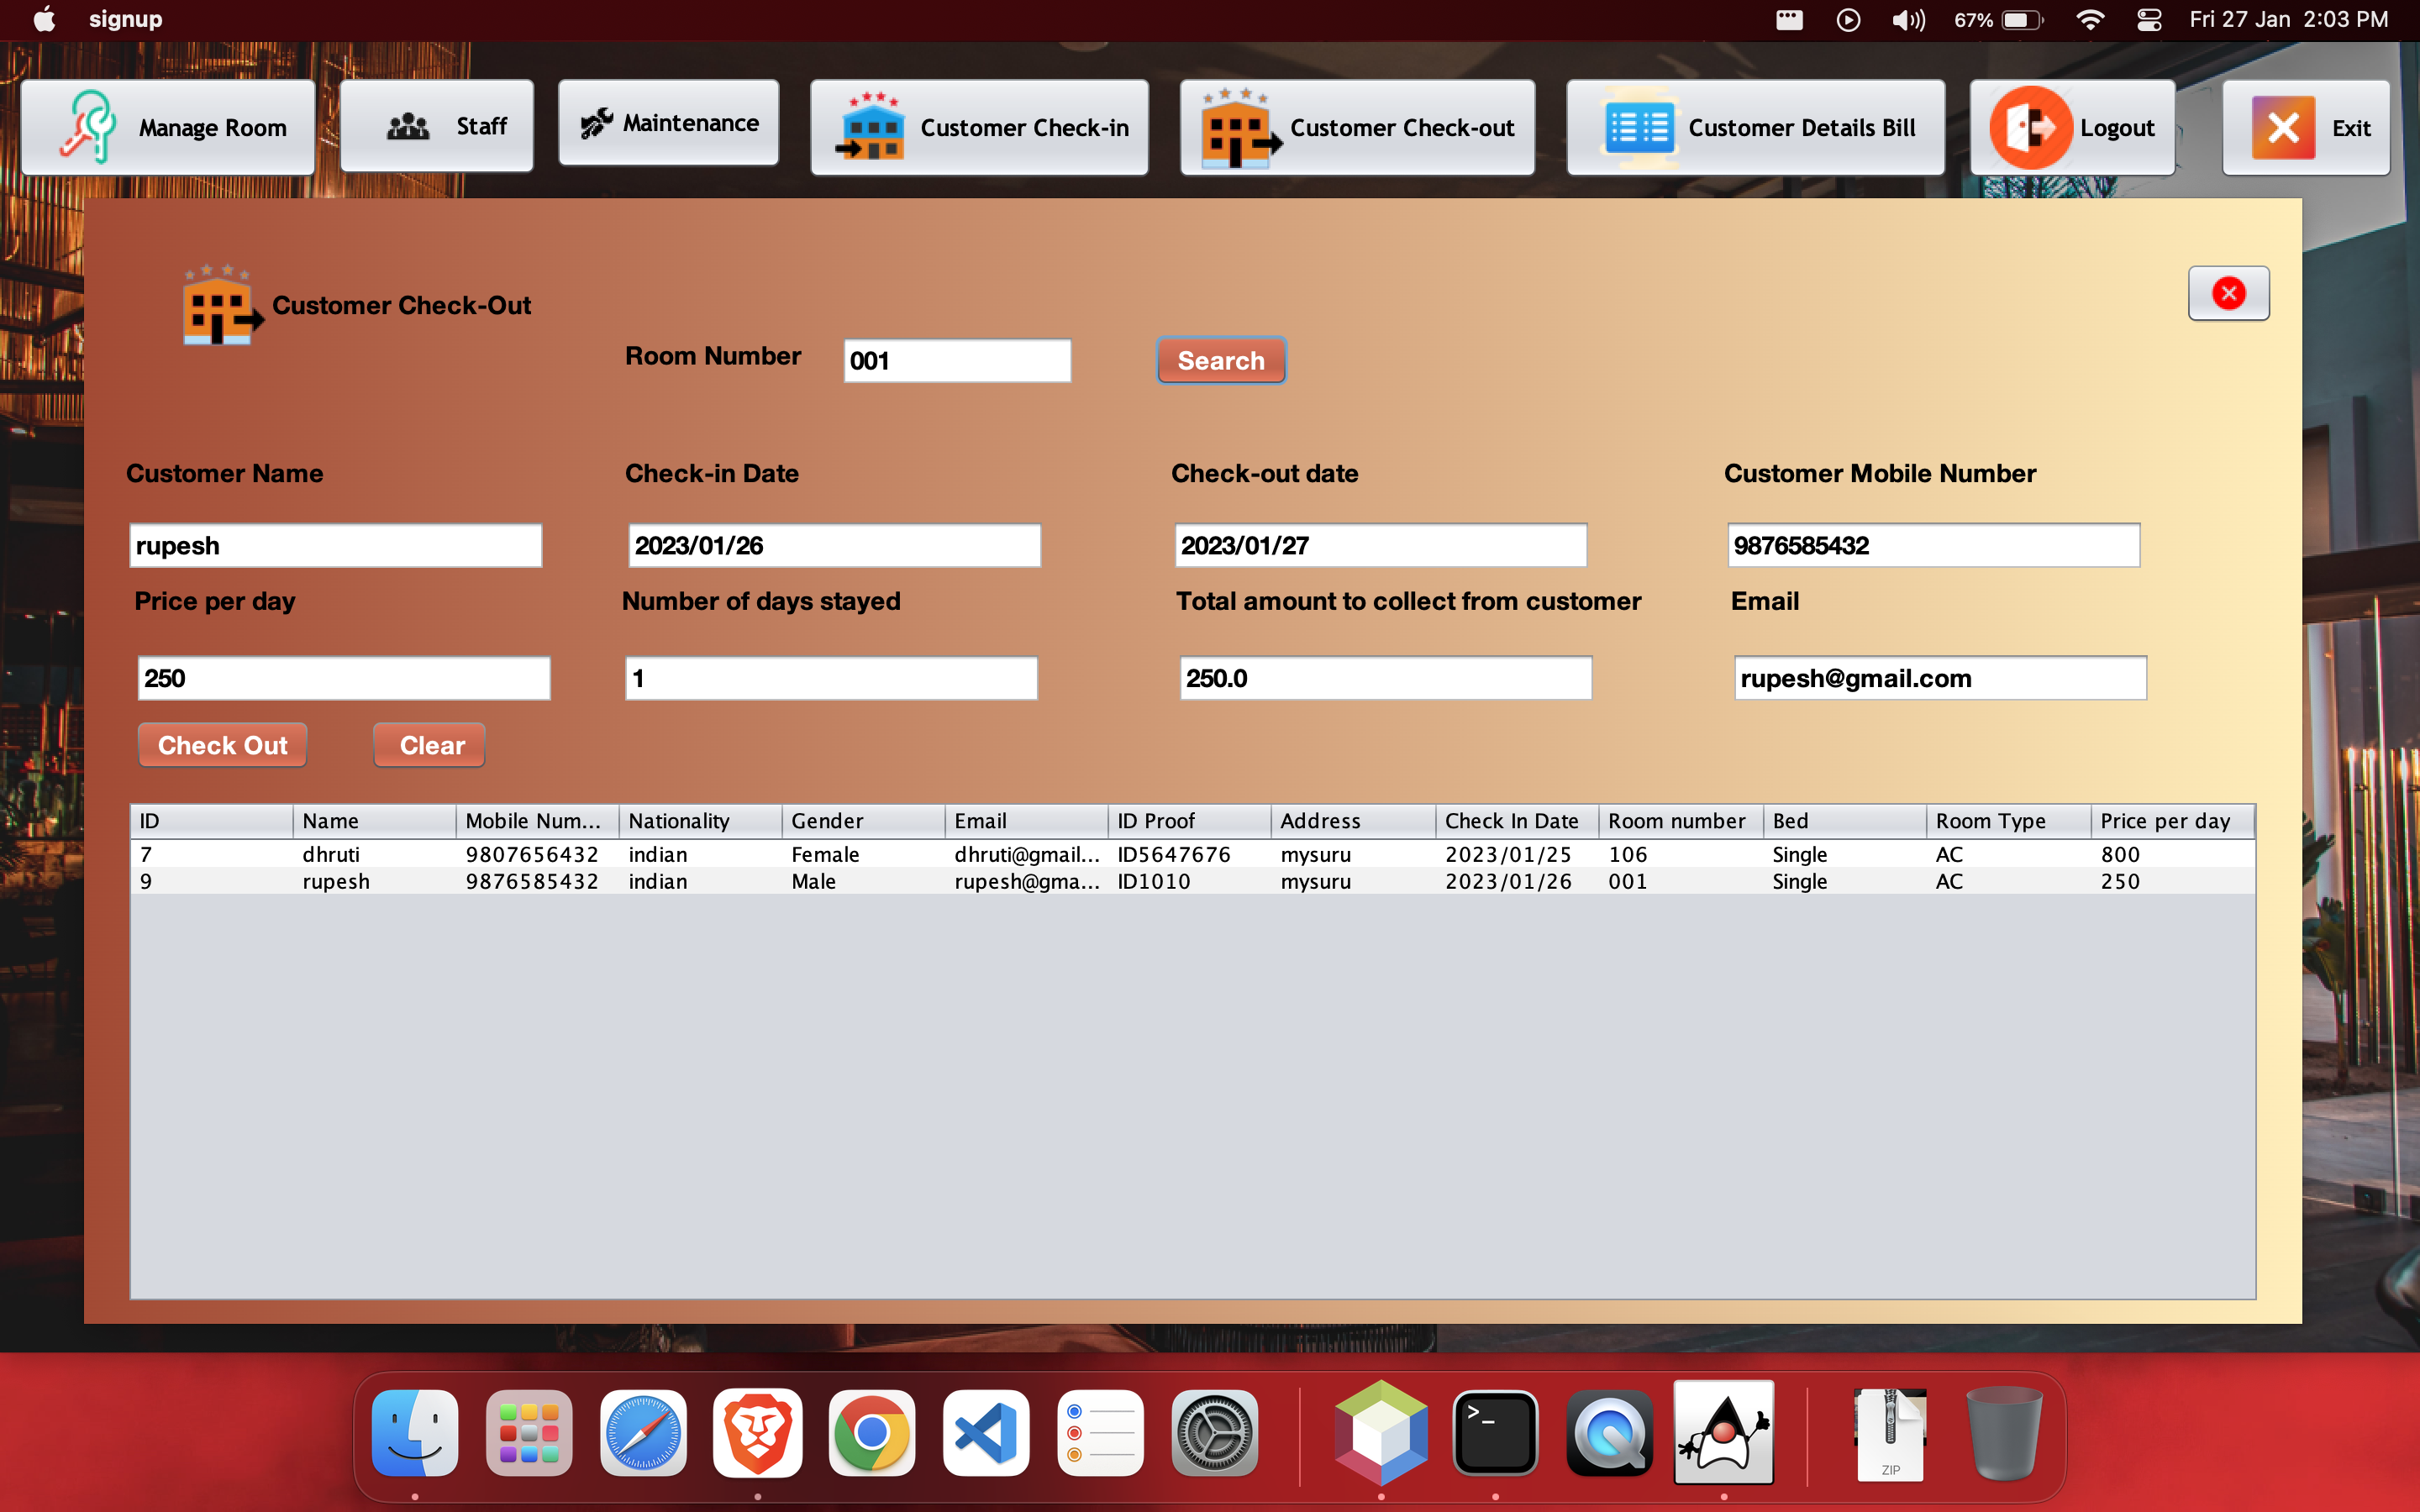 signup 67% Fri 27 Jan 2:03 PM
Manage Room Staff Maintenance Customer Check-in Customer Check-out Customer Details Bill Logout Exit
Customer Check-Out
Room Number 001 Search
Customer Name Check-in Date Check-out date Customer Mobile Number
rupesh 2023/01/26 2023/01/27 9876585432
Price per day Number of days stayed Total amount to collect from customer Email
250 1 250.0 rupesh@gmail.com
Check Out Clear
ID Name Mobile Num... Nationality Gender Email ID Proof Address Check In Date Room number Bed Room Type Price per day
7 dhruti 9807656432 indian Female dhruti@gmail... ID5647676 mysuru 2023/01/25 106 Single AC 800
9 rupesh 9876585432 indian Male rupesh@gma... ID1010 mysuru 2023/01/26 001 Single AC 250
>_
ZIP